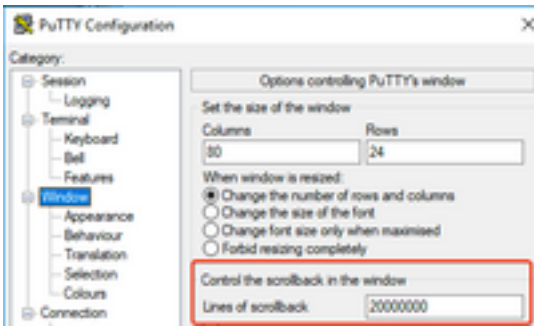 PuTTY Configuration
Category:
Session
Logging
Terminal
Keyboard
Bell
Features
Window
Appearance
Behaviour
Translation
Selection
Colours
Connection
Options controlling PuTTY's window
Set the size of the window
Columns Rows
80 24
When window is resized:
Change the number of rows and columns
Change the size of the font
Change font size only when maximised
Forbid resizing completely
Control the scrollback in the window
Lines of scrollback 20000000